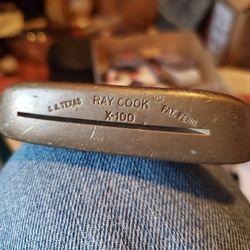 S.A. TEXAS RAY COOK PAT. PEND.
X-100